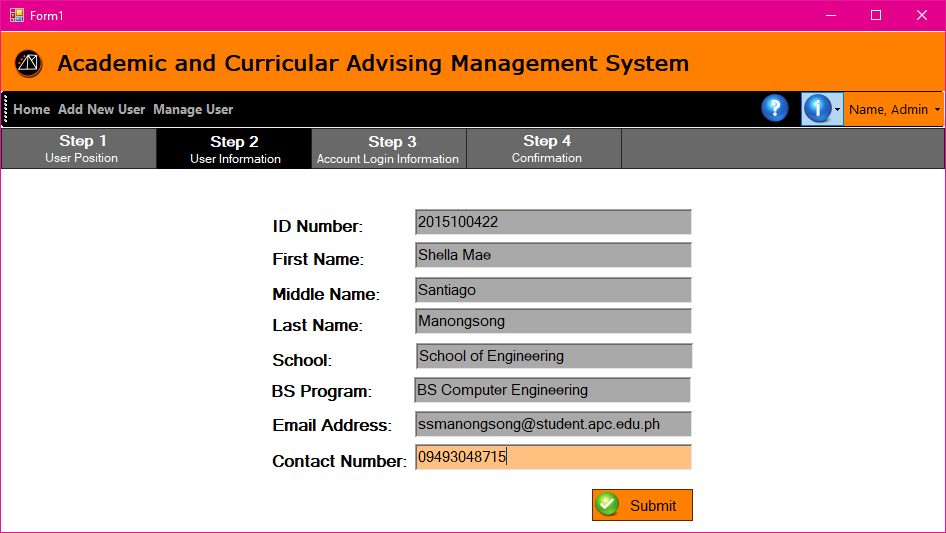 Form1
Academic and Curricular Advising Management System
Home Add New User Manage User
Name, Admin
Step 1
User Position
Step 2
User Information
Step 3
Account Login Information
Step 4
Confirmation
ID Number: 2015100422
First Name: Shella Mae
Middle Name: Santiago
Last Name: Manongsong
School: School of Engineering
BS Program: BS Computer Engineering
Email Address: ssmanongsong@student.apc.edu.ph
Contact Number: 09493048715
Submit